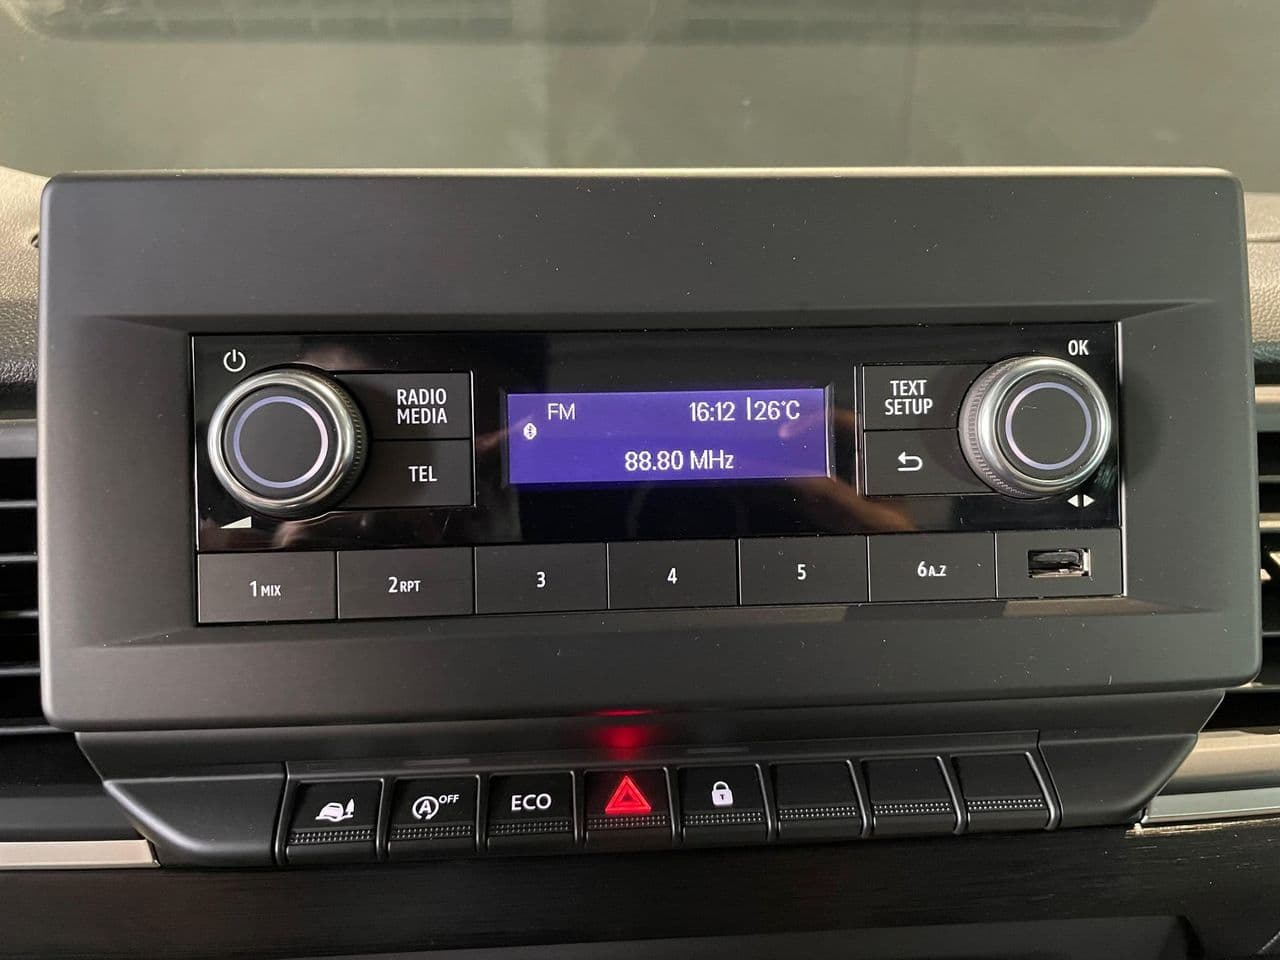 OK
RADIO
MEDIA
TEL
FM
16:12 26°C
88.80 MHz
TEXT
SETUP
1 MIX
2 RPT
3
4
5
6 A_Z
A OFF
ECO